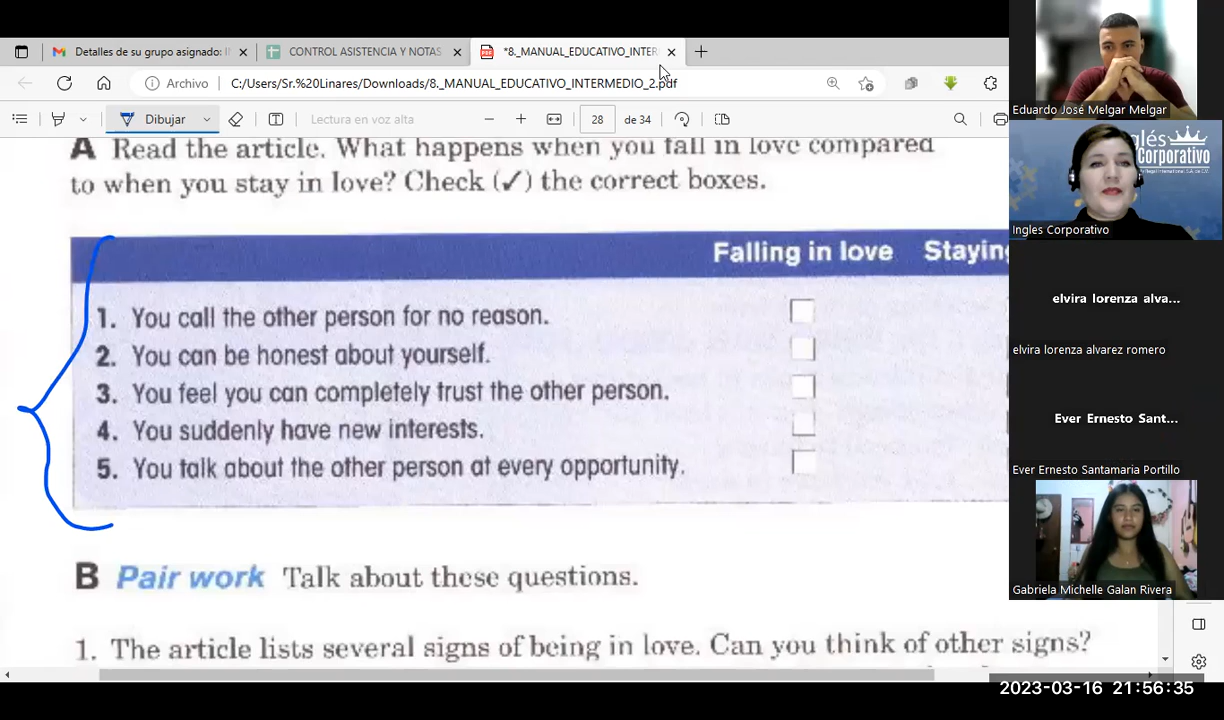 Detalles de su grupo asignado: I
CONTROL ASISTENCIA Y NOTAS
*8._MANUAL_EDUCATIVO_INTER
Archivo
C:/Users/Sr.%20Linares/Downloads/8._MANUAL_EDUCATIVO_INTERMEDIO_2.pdf
Dibujar
Lectura en voz alta
28
de 34
A Read the article. What happens when you fall in love compared
to when you stay in love? Check (✓) the correct boxes.
Falling in love Staying
1. You call the other person for no reason.
2. You can be honest about yourself.
3. You feel you can completely trust the other person.
4. You suddenly have new interests.
5. You talk about the other person at every opportunity.
B Pair work Talk about these questions.
1. The article lists several signs of being in love. Can you think of other signs?
Eduardo José Melgar Melgar
glés
Corporativo
Ingles Corporativo
elvira lorenza alva...
elvira lorenza alvarez romero
Ever Ernesto Sant...
Ever Ernesto Santamaria Portillo
Gabriela Michelle Galan Rivera
2023-03-16 21:56:35